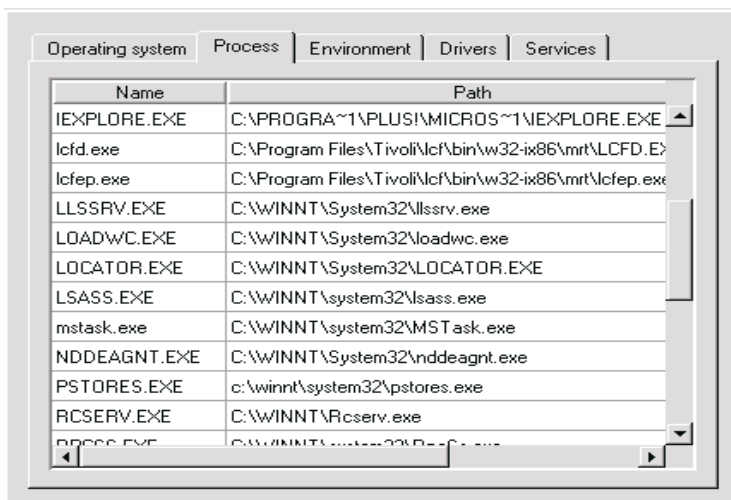 Operating system Process Environment Drivers Services
Name Path
IEXPLORE.EXE C:\PROGRA~1\PLUS!\MICROS~1\IEXPLORE.EXE
lcfd.exe C:\Program Files\Tivoli\lcf\bin\w32-ix86\mrt\LCFD.EX
lcfep.exe C:\Program Files\Tivoli\lcf\bin\w32-ix86\mrt\lcfep.exe
LLSSRV.EXE C:\WINNT\System32\llssrv.exe
LOADWC.EXE C:\WINNT\System32\loadwc.exe
LOCATOR.EXE C:\WINNT\System32\LOCATOR.EXE
LSASS.EXE C:\WINNT\system32\lsass.exe
mstask.exe C:\WINNT\system32\MSTask.exe
NDDEAGNT.EXE C:\WINNT\System32\nddeagnt.exe
PSTORES.EXE c:\winnt\system32\pstores.exe
RCSERV.EXE C:\WINNT\Rcserv.exe